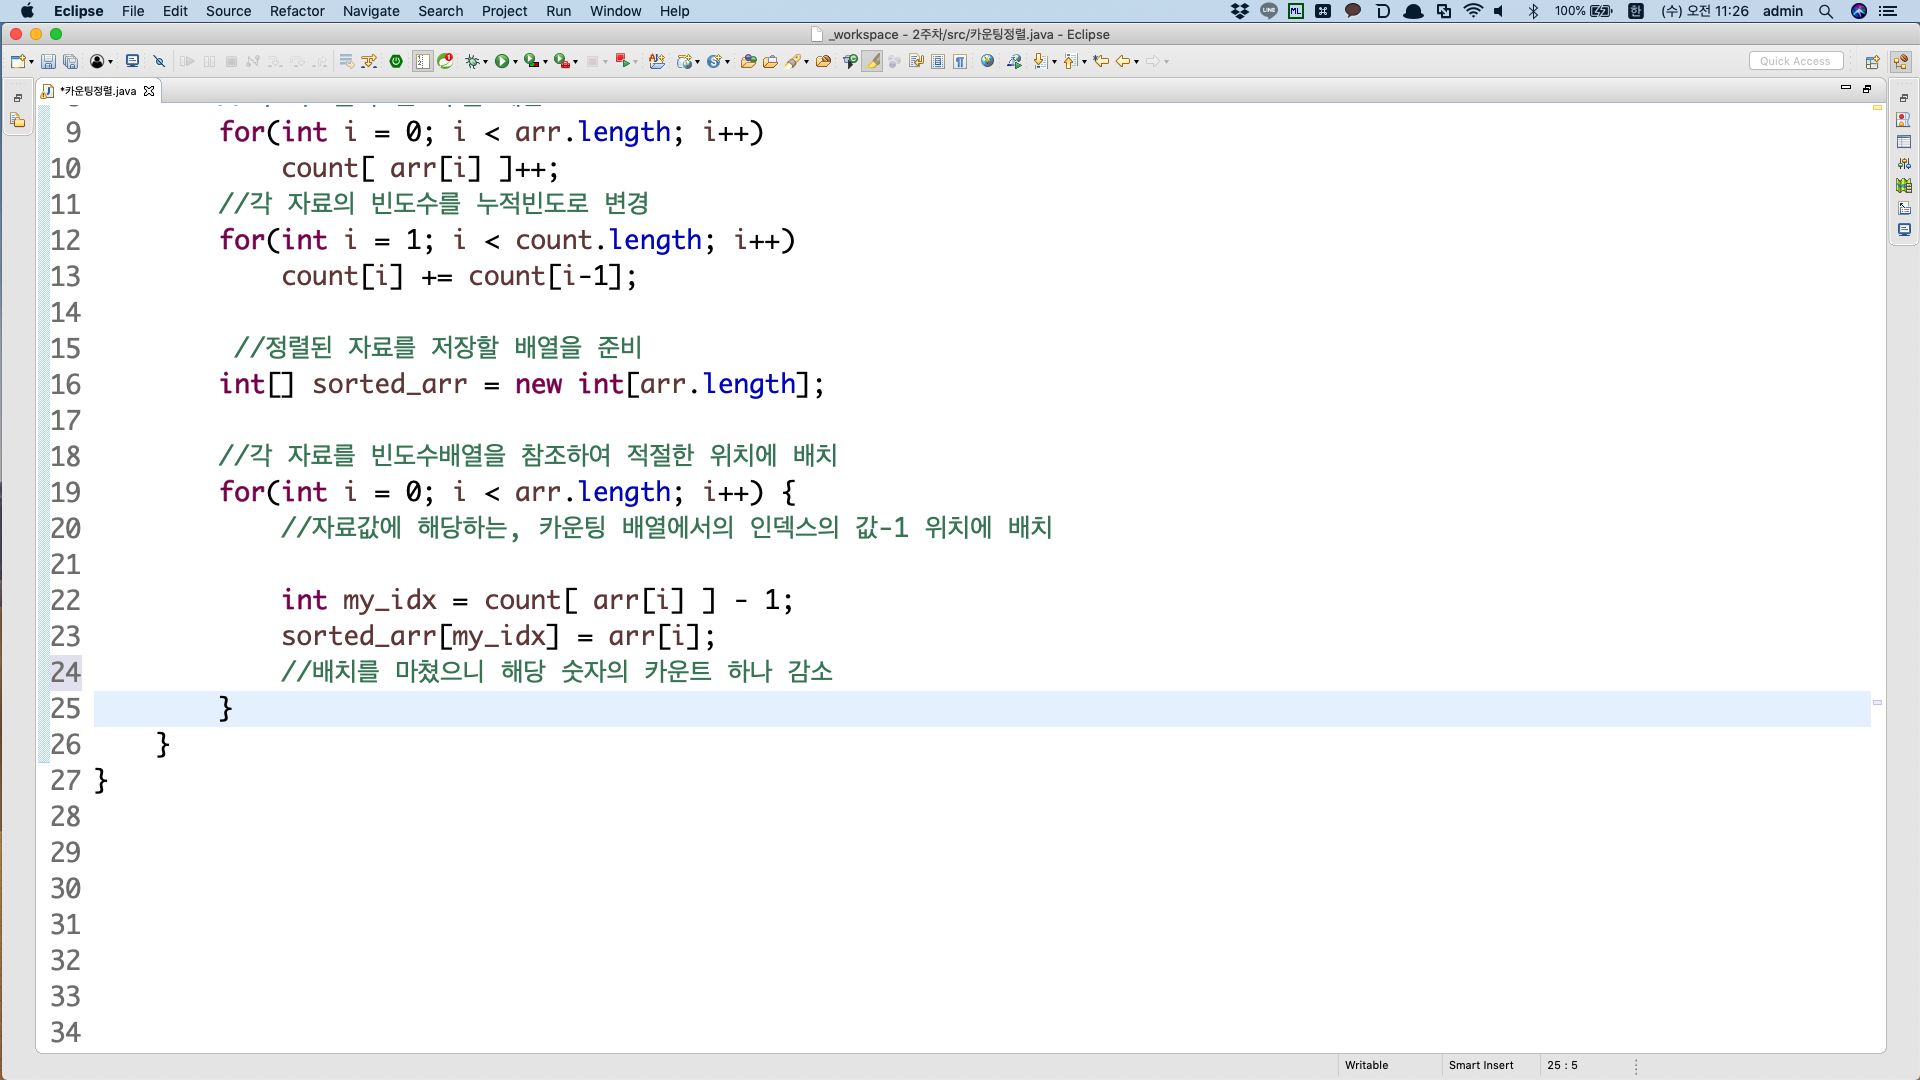 Eclipse File Edit Source Refactor Navigate Search Project Run Window Help LINE ML 100% 한 (수) 오전 11:26 admin
_workspace - 2주차/src/카운팅정렬.java - Eclipse
Quick Access
*카운팅정렬.java
9 for(int i = 0; i < arr.length; i++)
10 count[ arr[i] ]++;
11 //각 자료의 빈도수를 누적빈도로 변경
12 for(int i = 1; i < count.length; i++)
13 count[i] += count[i-1];
14
15 //정렬된 자료를 저장할 배열을 준비
16 int[] sorted_arr = new int[arr.length];
17
18 //각 자료를 빈도수배열을 참조하여 적절한 위치에 배치
19 for(int i = 0; i < arr.length; i++) {
20 //자료값에 해당하는, 카운팅 배열에서의 인덱스의 값-1 위치에 배치
21
22 int my_idx = count[ arr[i] ] - 1;
23 sorted_arr[my_idx] = arr[i];
24 //배치를 마쳤으니 해당 숫자의 카운트 하나 감소
25 }
26 }
27 }
28
29
30
31
32
33
34
Writable Smart Insert 25 : 5